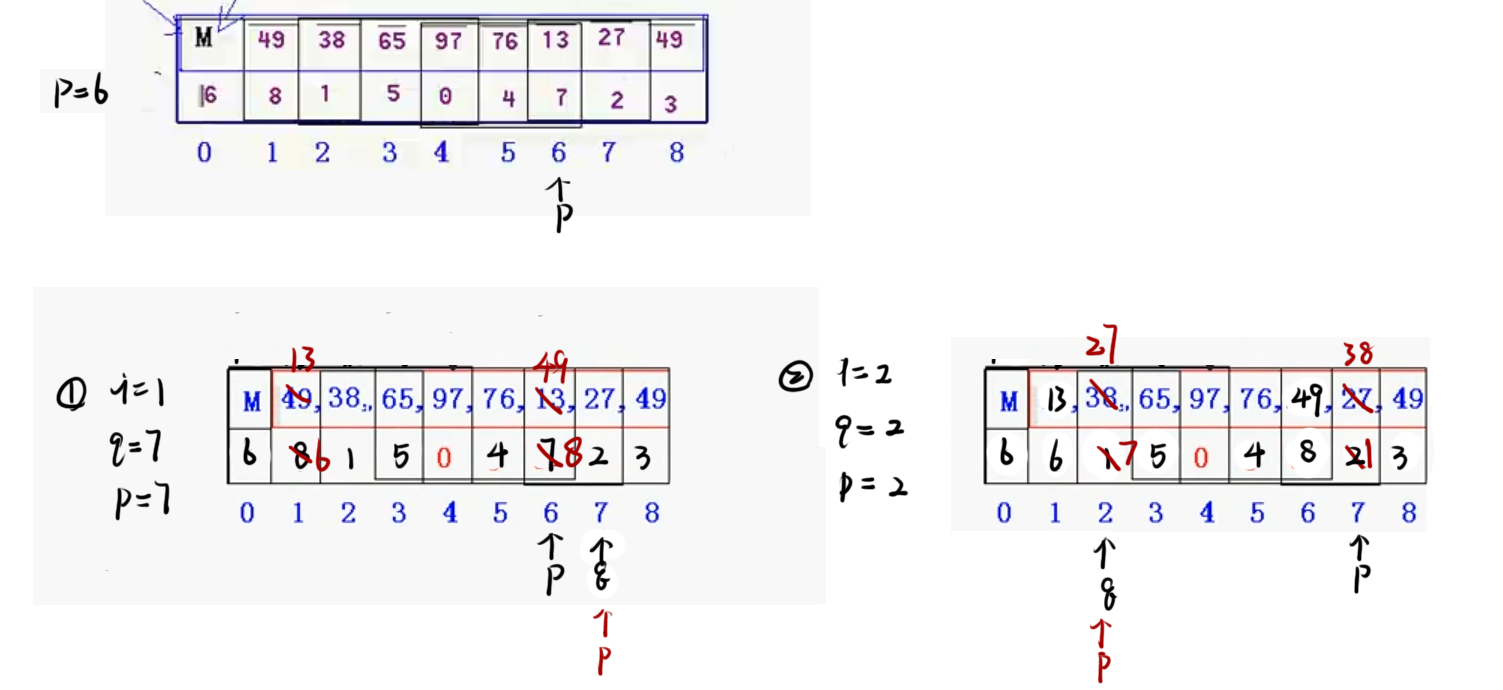 M 49 38 65 97 76 13 27 49
p=6 6 8 1 5 0 4 7 2 3
0 1 2 3 4 5 6 7 8
p
13 49
① i=1 M 49, 38, 65, 97, 76, 13, 27, 49
q=7 6 8 6 1 5 0 4 7 8 2 3
p=7 0 1 2 3 4 5 6 7 8
p q
p
27 38
② 1=2 M 13, 38, 65, 97, 76, 49, 27, 49
q=2 6 6 1 7 5 0 4 8 2 1 3
p=2 0 1 2 3 4 5 6 7 8
q p
p